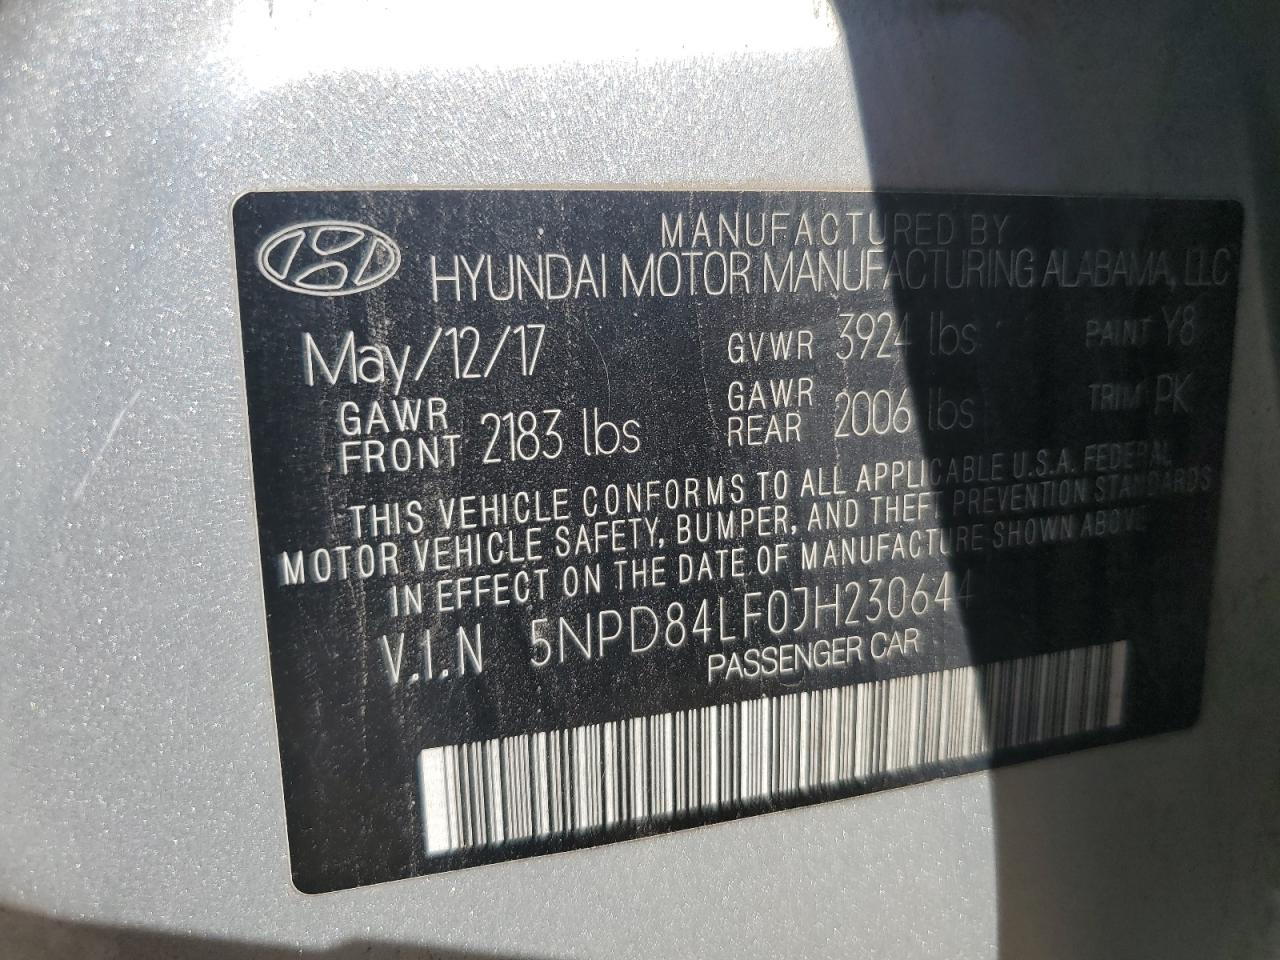 MANUFACTURED BY
HYUNDAI MOTOR MANUFACTURING ALABAMA, LLC
May/12/17 GVWR 3924 lbs PAINT Y8
GAWR FRONT 2183 lbs GAWR REAR 2006 lbs TRIM PK
THIS VEHICLE CONFORMS TO ALL APPLICABLE U.S.A. FEDERAL
MOTOR VEHICLE SAFETY, BUMPER, AND THEFT PREVENTION STANDARDS
IN EFFECT ON THE DATE OF MANUFACTURE SHOWN ABOVE
V.I.N 5NPD84LF0JH230644
PASSENGER CAR